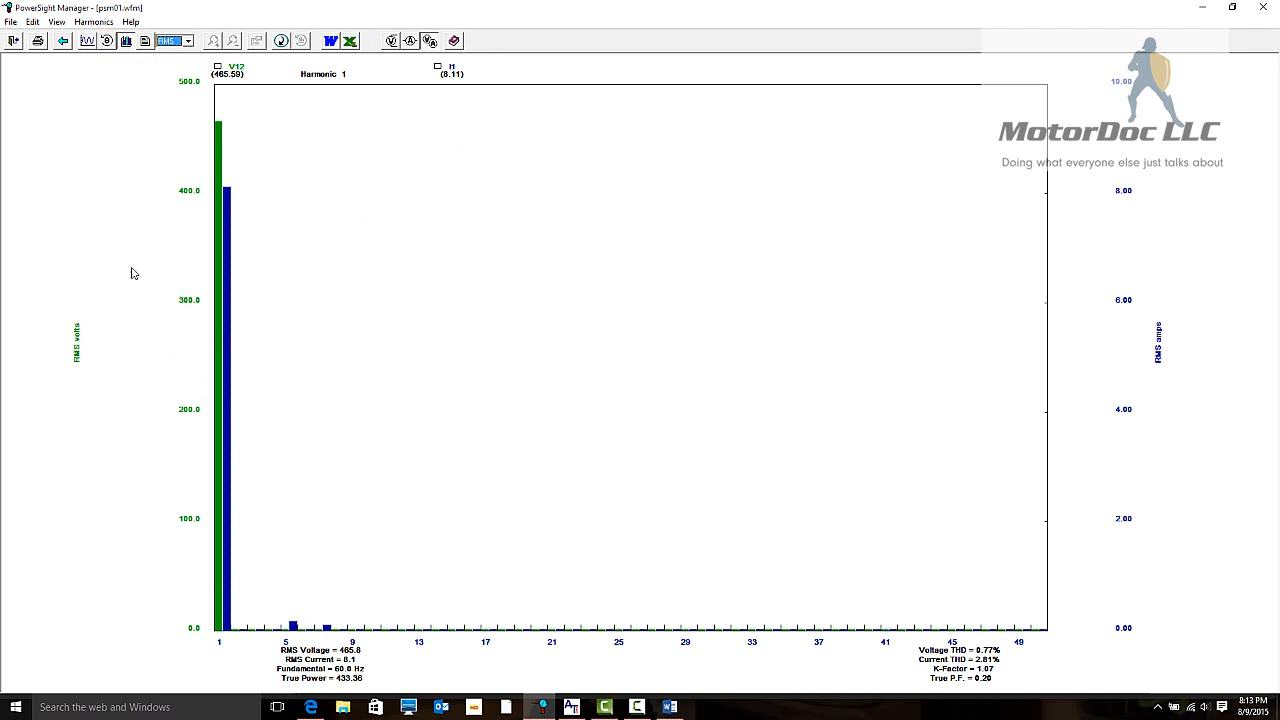 PowerSight Manager - [psm01.wfm]
File Edit View Harmonics Help
RMS
V12
(465.59)
Harmonic 1
I1
(8.11)
500.0
400.0
300.0
200.0
100.0
0.0
RMS volts
10.00
8.00
6.00
4.00
2.00
0.00
RMS amps
MotorDoc LLC
Doing what everyone else just talks about
1 5 9 13 17 21 25 29 33 37 41 45 49
RMS Voltage = 465.8
RMS Current = 8.1
Fundamental = 60.0 Hz
True Power = 433.36
Voltage THD = 0.77%
Current THD = 2.81%
K-Factor = 1.07
True P.F. = 0.20
Search the web and Windows
8:13 PM
8/9/2015